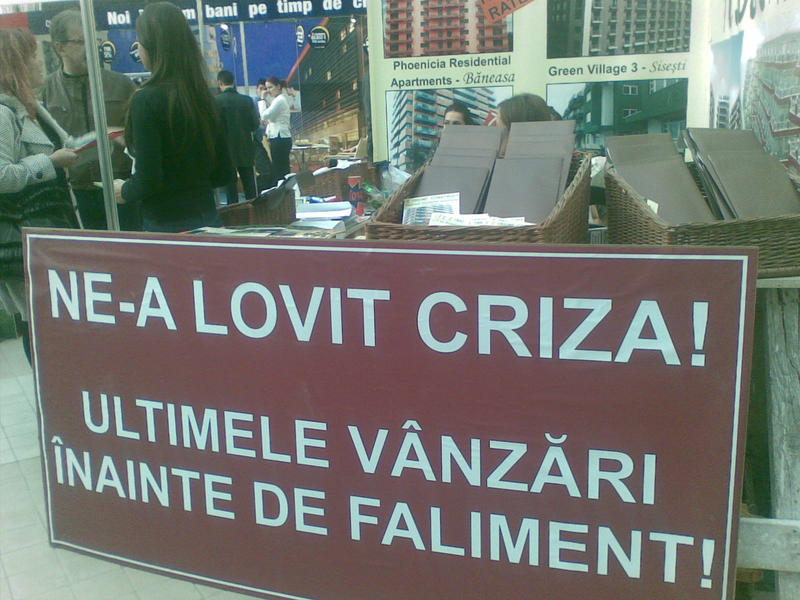 Noi bani pe timp de
RATE
Phoenicia Residential
Apartments - Băneasa
Green Village 3 - Sisești
NE-A LOVIT CRIZA!
ULTIMELE VÂNZĂRI
ÎNAINTE DE FALIMENT!